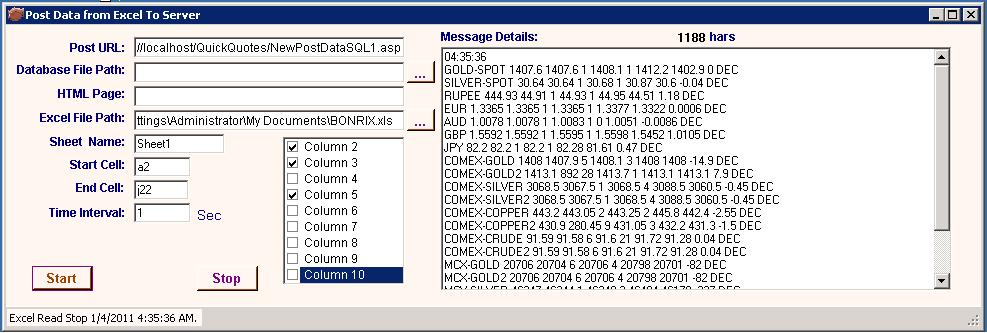 Post Data from Excel To Server
Post URL: //localhost/QuickQuotes/NewPostDataSQL1.asp
Database File Path: ...
HTML Page:
Excel File Path: ttings\Administrator\My Documents\BONRIX.xls ...
Sheet Name: Sheet1
Start Cell: a2
End Cell: j22
Time Interval: 1 Sec
Column 2
Column 3
Column 4
Column 5
Column 6
Column 7
Column 8
Column 9
Column 10
Start
Stop
Message Details: 1188 hars
04:35:36
GOLD-SPOT 1407.6 1407.6 1 1408.1 1 1412.2 1402.9 0 DEC
SILVER-SPOT 30.64 30.64 1 30.68 1 30.87 30.6 -0.04 DEC
RUPEE 444.93 44.91 1 44.93 1 44.95 44.51 1.18 DEC
EUR 1.3365 1.3365 1 1.3365 1 1.3377 1.3322 0.0006 DEC
AUD 1.0078 1.0078 1 1.0083 1 0 1.0051 -0.0086 DEC
GBP 1.5592 1.5592 1 1.5595 1 1.5598 1.5452 1.0105 DEC
JPY 82.2 82.2 1 82.2 1 82.28 81.61 0.47 DEC
COMEX-GOLD 1408 1407.9 5 1408.1 3 1408 1408 -14.9 DEC
COMEX-GOLD2 1413.1 892 28 1413.7 1 1413.1 1413.1 7.9 DEC
COMEX-SILVER 3068.5 3067.5 1 3068.5 4 3088.5 3060.5 -0.45 DEC
COMEX-SILVER2 3068.5 3067.5 1 3068.5 4 3088.5 3060.5 -0.45 DEC
COMEX-COPPER 443.2 443.05 2 443.25 2 445.8 442.4 -2.55 DEC
COMEX-COPPER2 430.9 280.45 9 431.05 3 432.2 431.3 -1.5 DEC
COMEX-CRUDE 91.59 91.58 6 91.6 21 91.72 91.28 0.04 DEC
COMEX-CRUDE2 91.59 91.58 6 91.6 21 91.72 91.28 0.04 DEC
MCX-GOLD 20706 20704 6 20706 4 20798 20701 -82 DEC
MCX-GOLD2 20706 20704 6 20706 4 20798 20701 -82 DEC
Excel Read Stop 1/4/2011 4:35:36 AM.